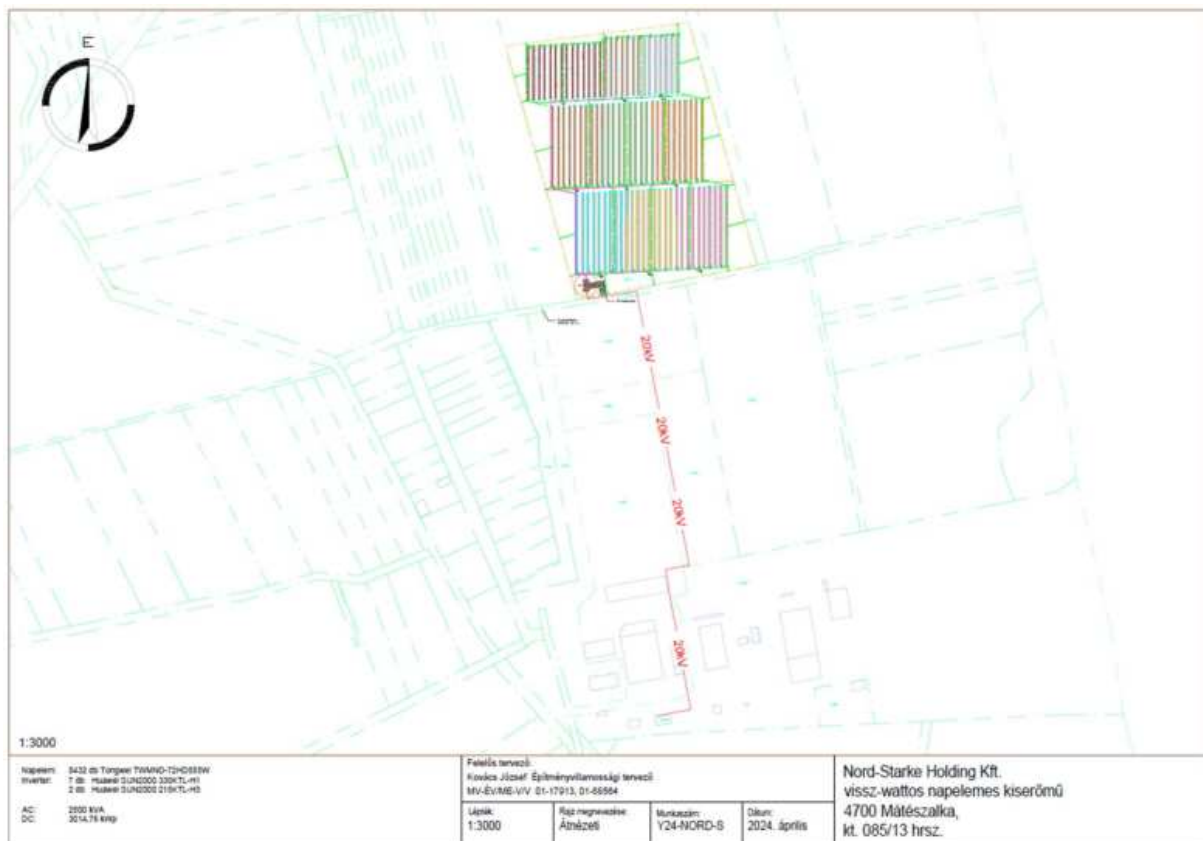 É
20kV
20kV
20kV
20kV
1:3000
Napelem: 5432 db Tongwei TWMND-72HD555W
Inverter: 7 db Huawei SUN2000 330KTL-H1
2 db Huawei SUN2000 215KTL-H3
AC: 2500 kVA
DC: 3014,76 kWp
Felelős tervező:
Kovács József Építményvillamossági tervező
MV-ÉV/ME-V/V 01-17913,
Lépték:
1:3000
Rajz megnevezése:
Átnézeti
Munkaszám:
Y24-NORD-S
Dátum:
2024. április
Nord-Starke Holding Kft.
vissz-wattos napelemes kiserőmű
4700 Mátészalka,
kt. 085/13 hrsz.